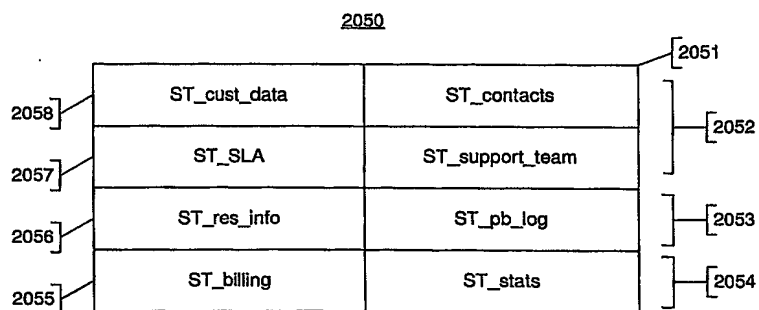 2050
2051
ST_cust_data ST_contacts
2058
2052
ST_SLA ST_support_team
2057
ST_res_info ST_pb_log
2053
2056
ST_billing ST_stats
2054
2055